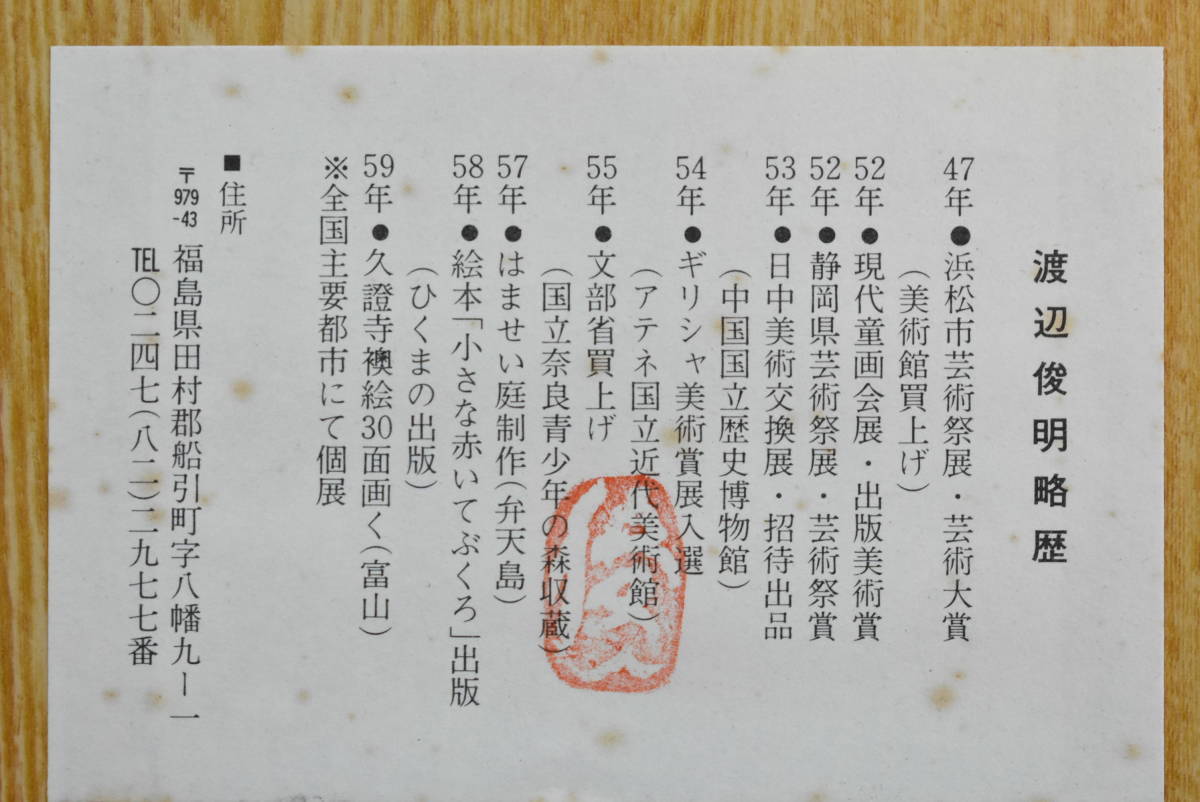 渡辺俊明略歴
47年●浜松市芸術祭展・芸術大賞
(美術館買上げ)
52年●現代童画会展・出版美術賞
52年●静岡県芸術祭展・芸術祭賞
53年●日中美術交換展・招待出品
(中国国立歴史博物館)
54年●ギリシャ美術賞展入選
(アテネ国立近代美術館)
55年●文部省買上げ
(国立奈良青少年の森収蔵)
57年●はませい庭制作(弁天島)
58年●絵本「小さな赤いてぶくろ」出版
(ひくまの出版)
59年●久證寺襖絵30面画く(富山)
※全国主要都市にて個展
■住所
〒979-43 福島県田村郡船引町字八幡九ー一
TEL〇二四七(八二)二九七七番